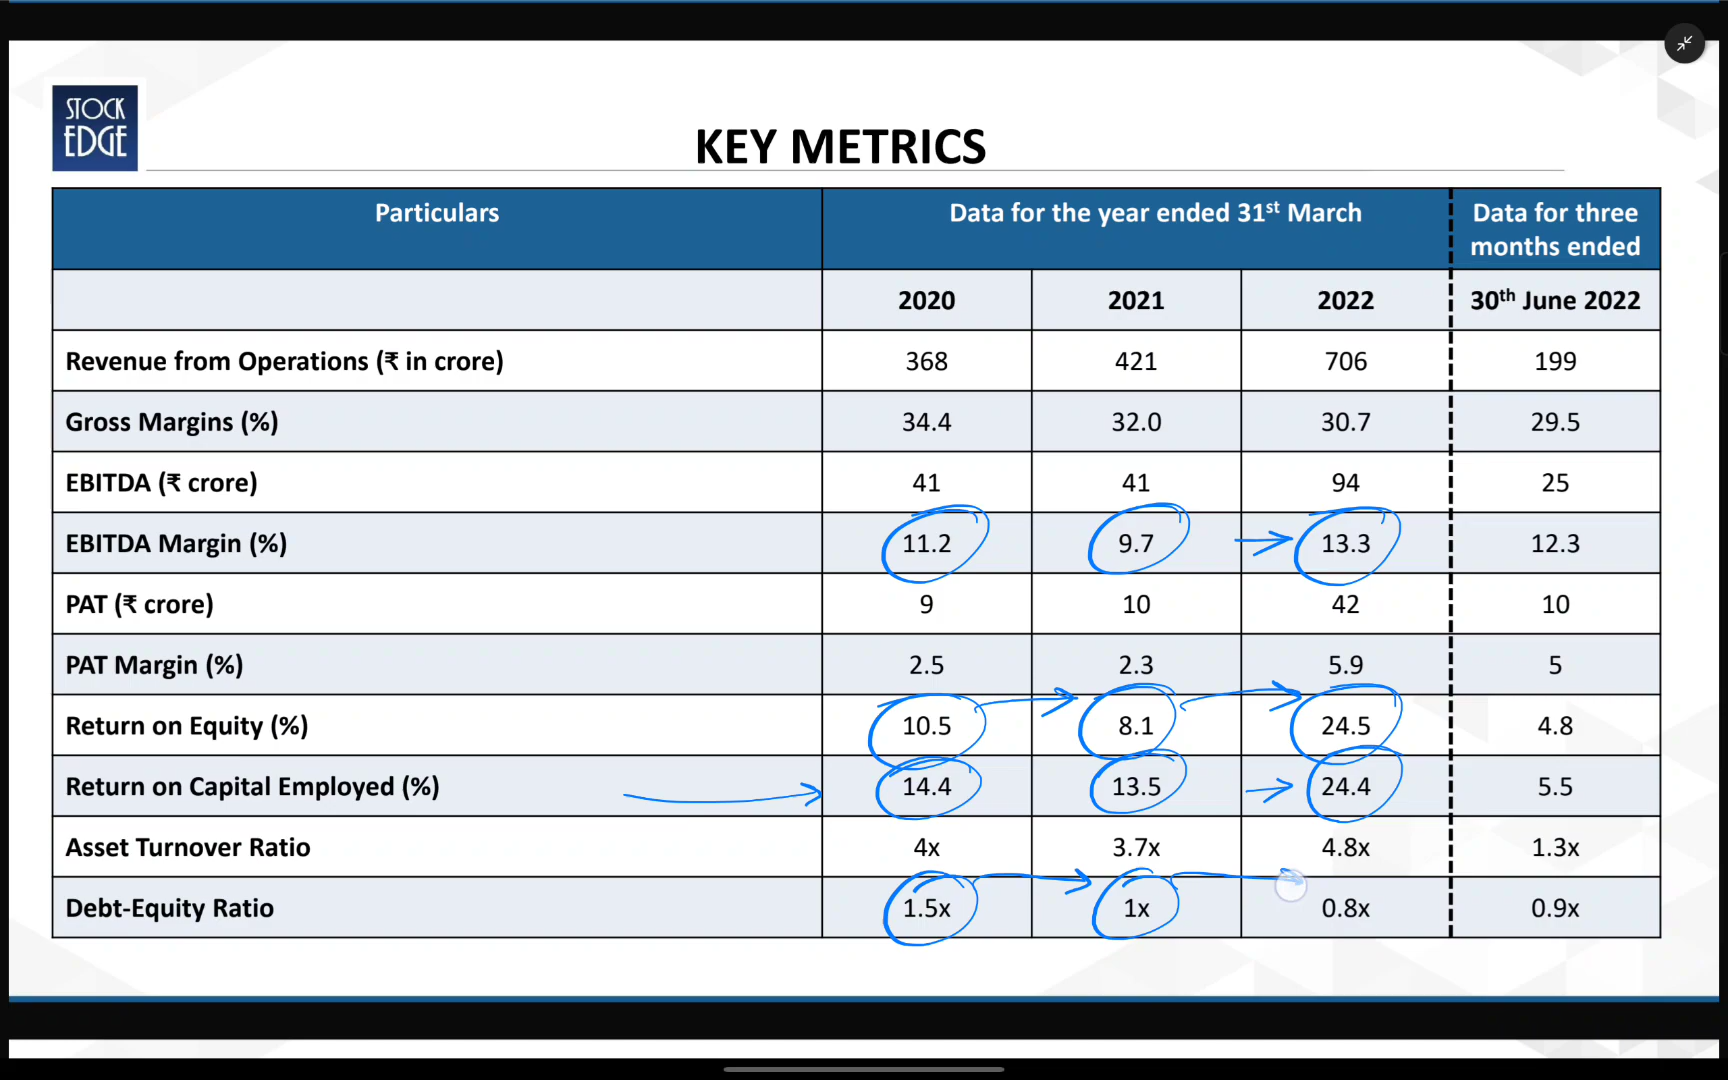 STOCK
EDGE
KEY METRICS
Particulars Data for the year ended 31st March Data for three
months ended
2020 2021 2022 30th June 2022
Revenue from Operations (₹ in crore) 368 421 706 199
Gross Margins (%) 34.4 32.0 30.7 29.5
EBITDA (₹ crore) 41 41 94 25
EBITDA Margin (%) 11.2 9.7 13.3 12.3
PAT (₹ crore) 9 10 42 10
PAT Margin (%) 2.5 2.3 5.9 5
Return on Equity (%) 10.5 8.1 24.5 4.8
Return on Capital Employed (%) 14.4 13.5 24.4 5.5
Asset Turnover Ratio 4x 3.7x 4.8x 1.3x
Debt-Equity Ratio 1.5x 1x 0.8x 0.9x